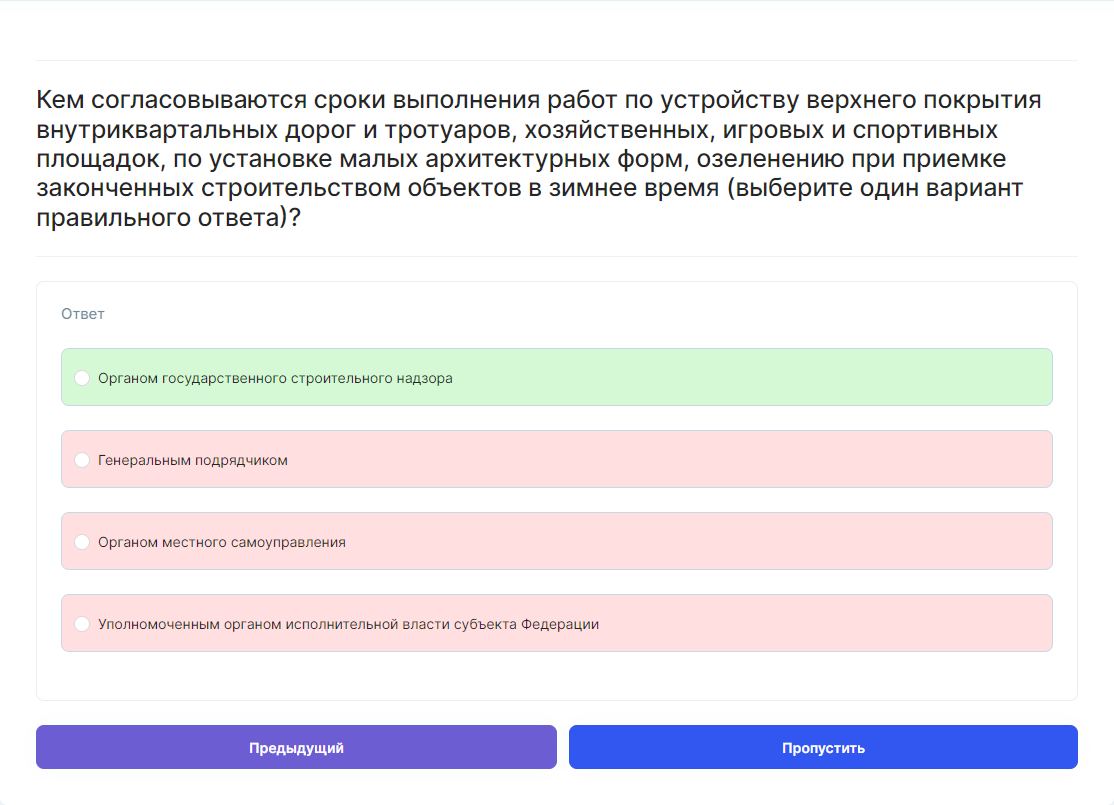 Кем согласовываются сроки выполнения работ по устройству верхнего покрытия
внутриквартальных дорог и тротуаров, хозяйственных, игровых и спортивных
площадок, по установке малых архитектурных форм, озеленению при приемке
законченных строительством объектов в зимнее время (выберите один вариант
правильного ответа)?
Ответ
Органом государственного строительного надзора
Генеральным подрядчиком
Органом местного самоуправления
Уполномоченным органом исполнительной власти субъекта Федерации
Предыдущий
Пропустить